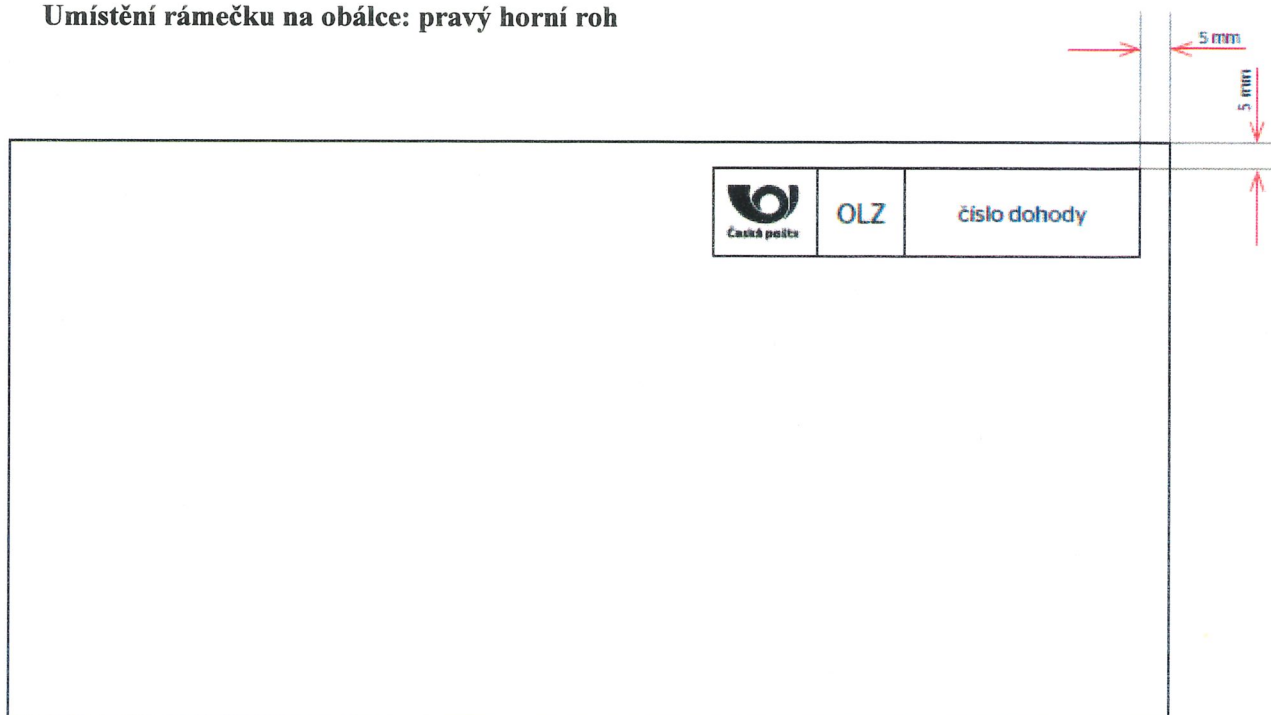 Umístění rámečku na obálce: pravý horní roh
5 mm
5 mm
Česká pošta
OLZ
číslo dohody